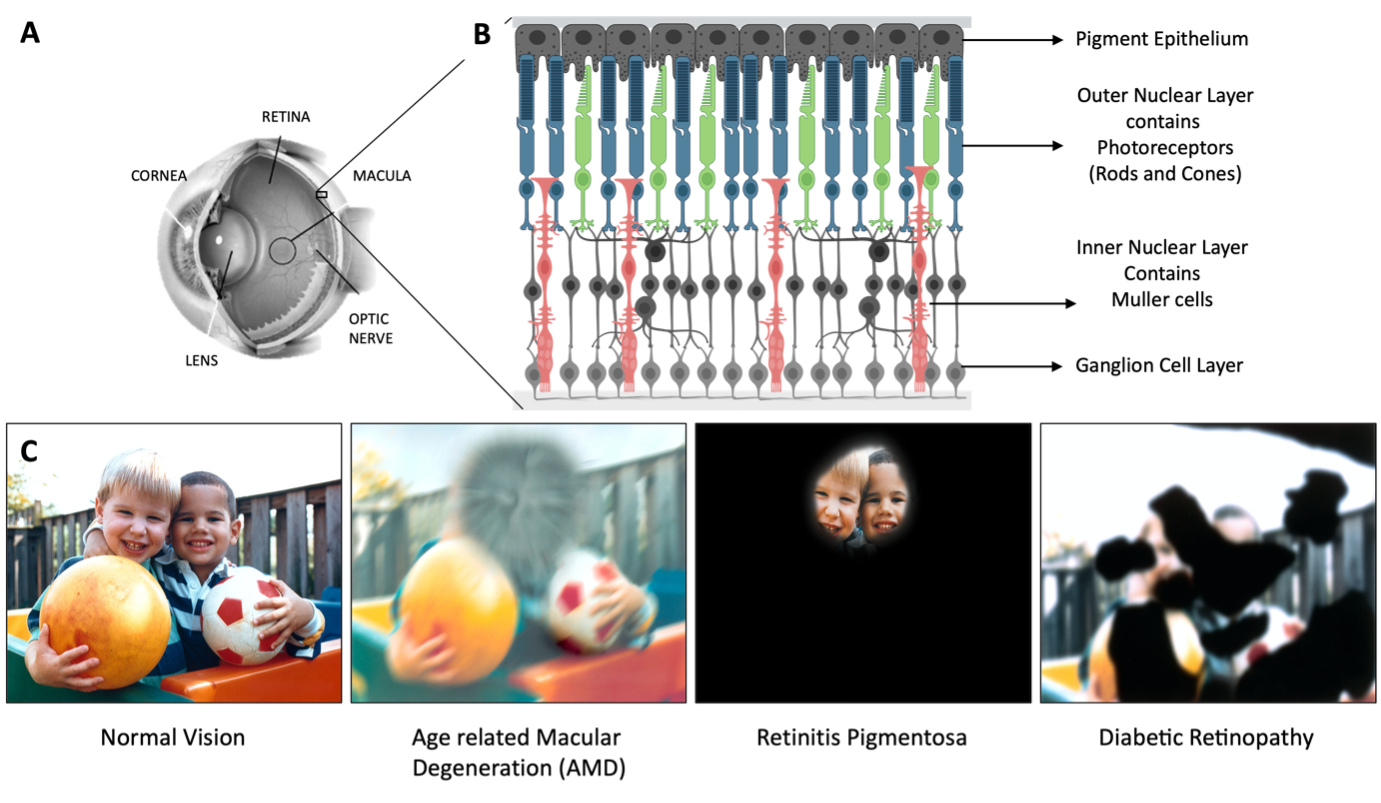 A
B
RETINA
CORNEA
MACULA
OPTIC
NERVE
LENS
Pigment Epithelium
Outer Nuclear Layer
contains
Photoreceptors
(Rods and Cones)
Inner Nuclear Layer
Contains
Muller cells
Ganglion Cell Layer
C
Normal Vision
Age related Macular
Degeneration (AMD)
Retinitis Pigmentosa
Diabetic Retinopathy